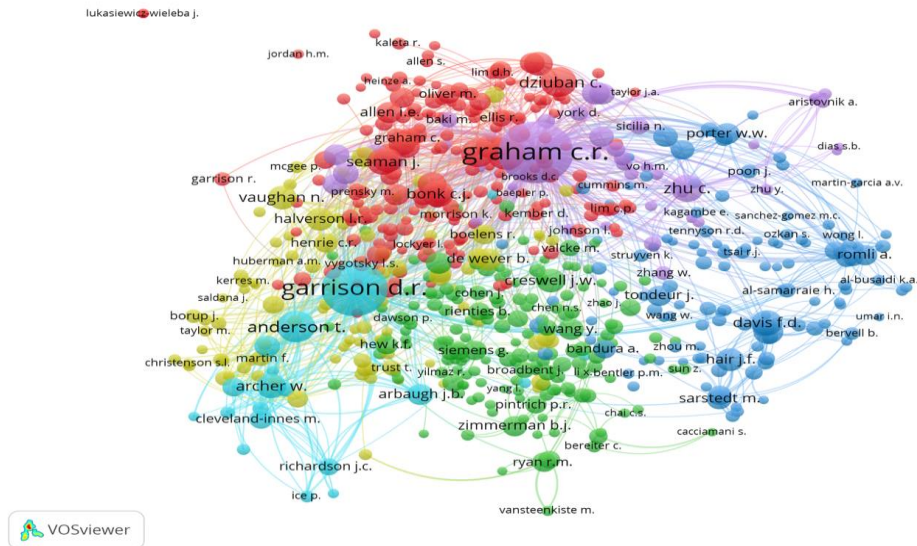 lukasiewicz-wieleba j.
kaleta r.
jordan h.m.
allen s.
heinze a.
lim d.h.
dziuban c.
oliver m.
taylor j.a.
aristovnik a.
allen i.e.
baki m.
ellis r.
york d.
sicilia n.
porter w.w.
graham c.
graham c.r.
dias s.b.
mcgee p.
seaman j.
vo h.m.
poon j.
garrison r.
prensky m.
bonk c.j.
brooks d.c.
baepler p.
cummins m.
zhu c.
zhu y.
martin-garcia a.v.
vaughan n.
halverson l.r.
morrison k.
kember d.
lim c.p.
kagambe e.
sanchez-gomez m.c.
henrie c.r.
lockyer l.
boelens r.
johnson l.
tennyson r.d.
ozkan s.
wong l.
huberman a.m.
vygotsky l.s.
de wever b.
valcke m.
struyven k.
tsai r.j.
romli a.
kerres m.
garrison d.r.
cohen j.
creswell j.w.
zhang w.
al-samarraie h.
al-busaidi k.a.
saldana j.
chen n.s.
zhao j.
tondeur j.
borup j.
taylor m.
anderson t.
dawson p.
rienties b.
wang y.
wang w.
davis f.d.
umar i.n.
bervell b.
christenson s.l.
martin f.
hew k.f.
siemens g.
bandura a.
zhou m.
hair j.f.
trust t.
yilmaz r.
broadbent j.
li x.
bentler p.m.
sun z.
archer w.
arbaugh j.b.
yang l.
pintrich p.r.
sarstedt m.
cleveland-innes m.
zimmerman b.j.
chai c.s.
cacciamani s.
bereiter c.
richardson j.c.
ryan r.m.
ice p.
vansteenkiste m.
VOSviewer